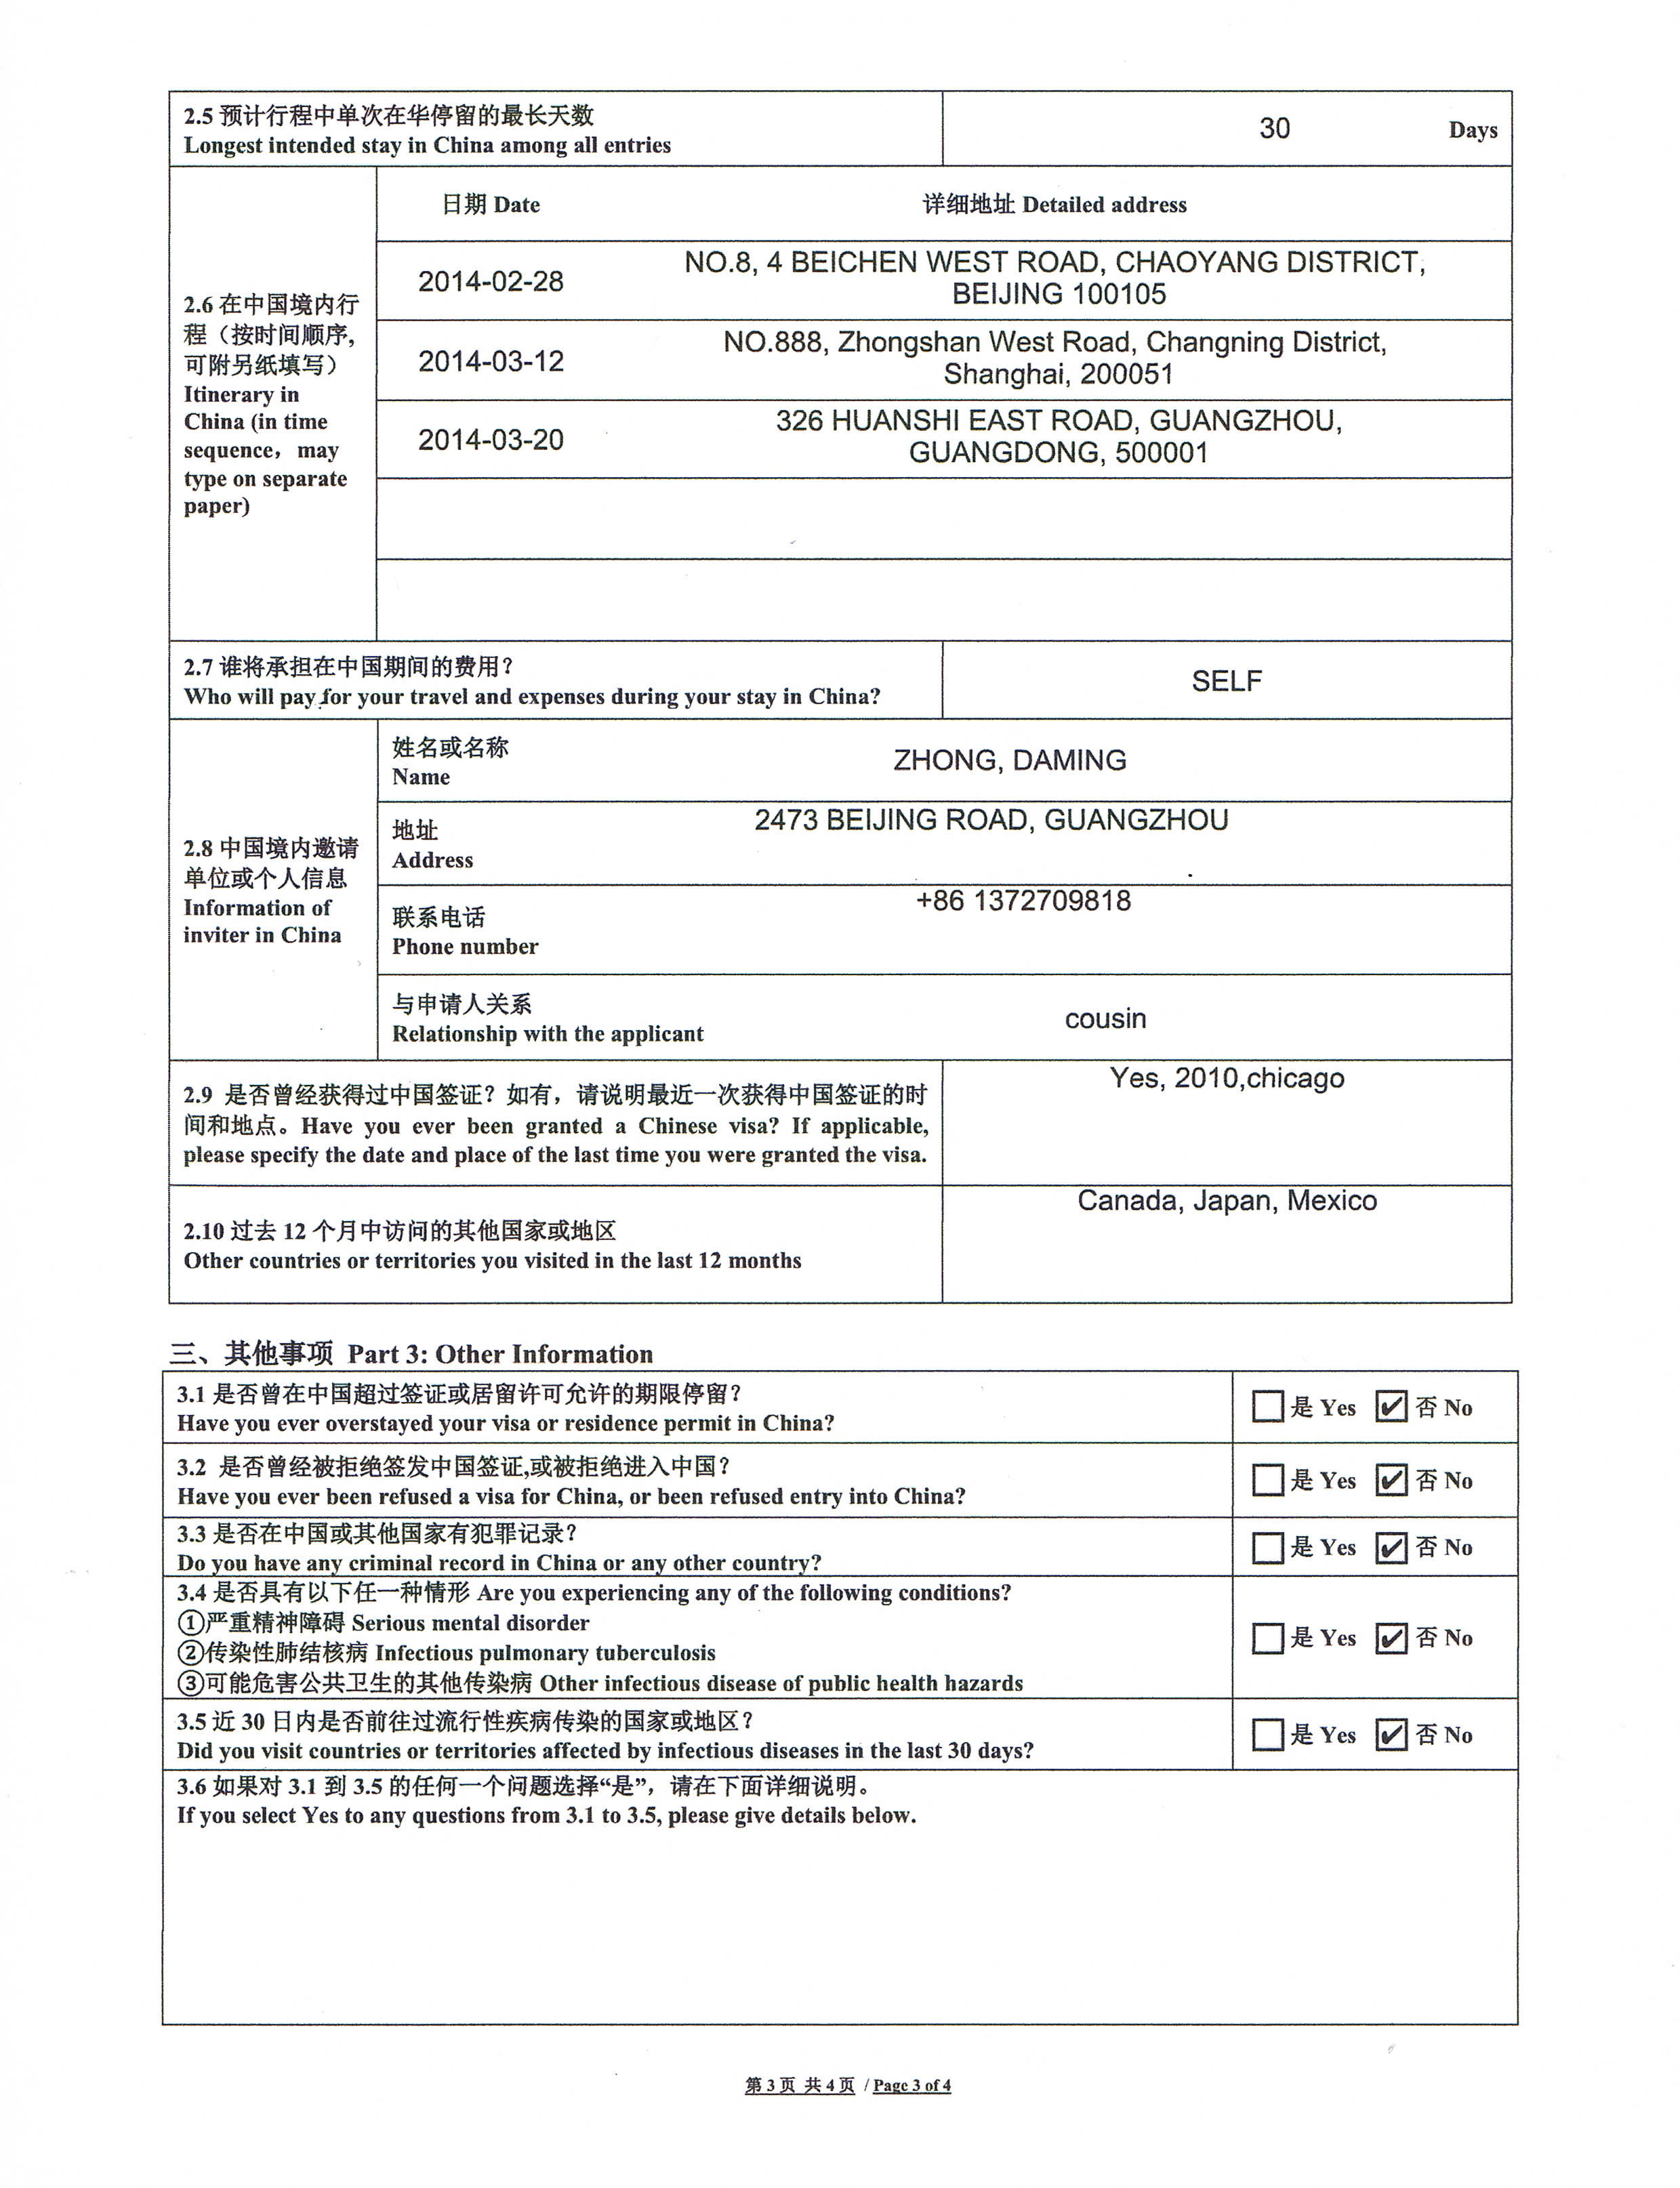 2.5 预计行程中单次在华停留的最长天数
Longest intended stay in China among all entries
30 Days
日期 Date 详细地址 Detailed address
2.6 在中国境内行
程（按时间顺序,
可附另纸填写）
Itinerary in
China (in time
sequence, may
type on separate
paper)
2014-02-28
NO.8, 4 BEICHEN WEST ROAD, CHAOYANG DISTRICT,
BEIJING 100105
2014-03-12
NO.888, Zhongshan West Road, Changning District,
Shanghai, 200051
2014-03-20
326 HUANSHI EAST ROAD, GUANGZHOU,
GUANGDONG, 500001
2.7 谁将承担在中国期间的费用？
Who will pay for your travel and expenses during your stay in China?
SELF
2.8 中国境内邀请
单位或个人信息
Information of
inviter in China
姓名或名称
Name
ZHONG, DAMING
地址
Address
2473 BEIJING ROAD, GUANGZHOU
联系电话
Phone number
+86 1372709818
与申请人关系
Relationship with the applicant
cousin
2.9 是否曾经获得过中国签证？如有，请说明最近一次获得中国签证的时
间和地点。Have you ever been granted a Chinese visa? If applicable,
please specify the date and place of the last time you were granted the visa.
Yes, 2010,chicago
2.10 过去 12 个月中访问的其他国家或地区
Other countries or territories you visited in the last 12 months
Canada, Japan, Mexico
三、其他事项 Part 3: Other Information
3.1 是否曾在中国超过签证或居留许可允许的期限停留？
Have you ever overstayed your visa or residence permit in China?
是 Yes ✔ 否 No
3.2 是否曾经被拒绝签发中国签证,或被拒绝进入中国？
Have you ever been refused a visa for China, or been refused entry into China?
是 Yes ✔ 否 No
3.3 是否在中国或其他国家有犯罪记录？
Do you have any criminal record in China or any other country?
是 Yes ✔ 否 No
3.4 是否具有以下任一种情形 Are you experiencing any of the following conditions?
①严重精神障碍 Serious mental disorder
②传染性肺结核病 Infectious pulmonary tuberculosis
③可能危害公共卫生的其他传染病 Other infectious disease of public health hazards
是 Yes ✔ 否 No
3.5 近 30 日内是否前往过流行性疾病传染的国家或地区？
Did you visit countries or territories affected by infectious diseases in the last 30 days?
是 Yes ✔ 否 No
3.6 如果对 3.1 到 3.5 的任何一个问题选择“是”，请在下面详细说明。
If you select Yes to any questions from 3.1 to 3.5, please give details below.
第 3 页 共 4 页 / Page 3 of 4